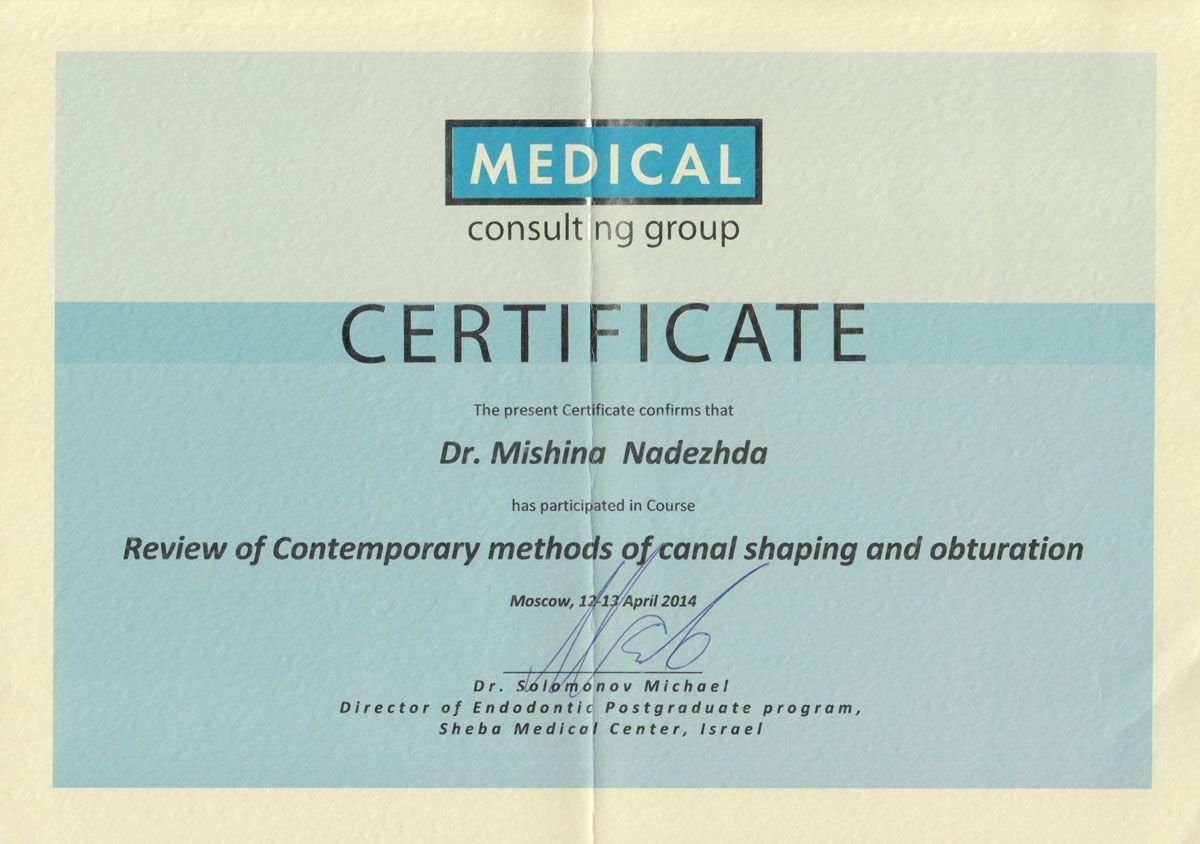 MEDICAL
consulting group
CERTIFICATE
The present Certificate confirms that
Dr. Mishina Nadezhda
has participated in Course
Review of Contemporary methods of canal shaping and obturation
Moscow, 12-13 April 2014
Dr. Solomonov Michael
Director of Endodontic Postgraduate program,
Sheba Medical Center, Israel